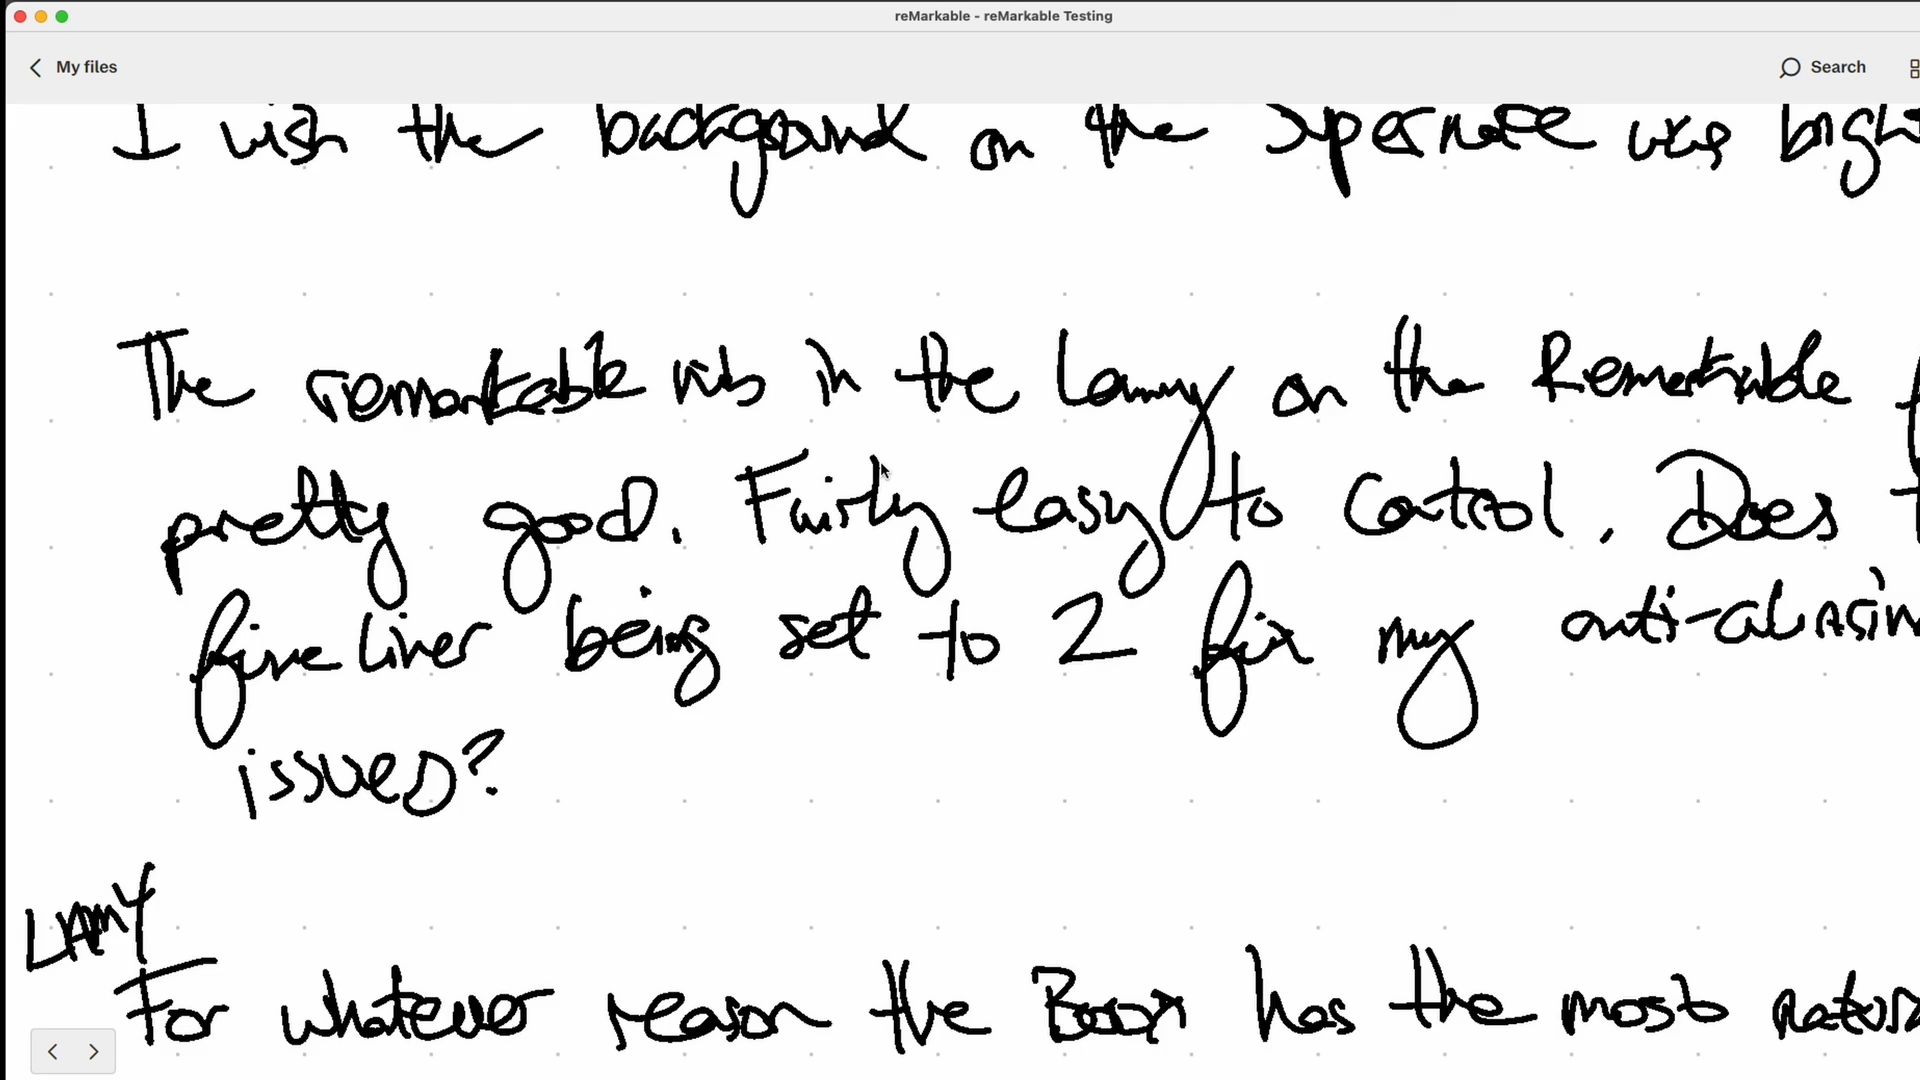 reMarkable - reMarkable Testing
My files
Search
I wish the background on the Supernote was bright
The remarkable nib in the Lamy on the Remarkable
pretty good. Fairly easy to control. Does
fineliner being set to 2 fix my anti-aliasin
issues?
LAMY
For whatever reason the Boox has the most natur